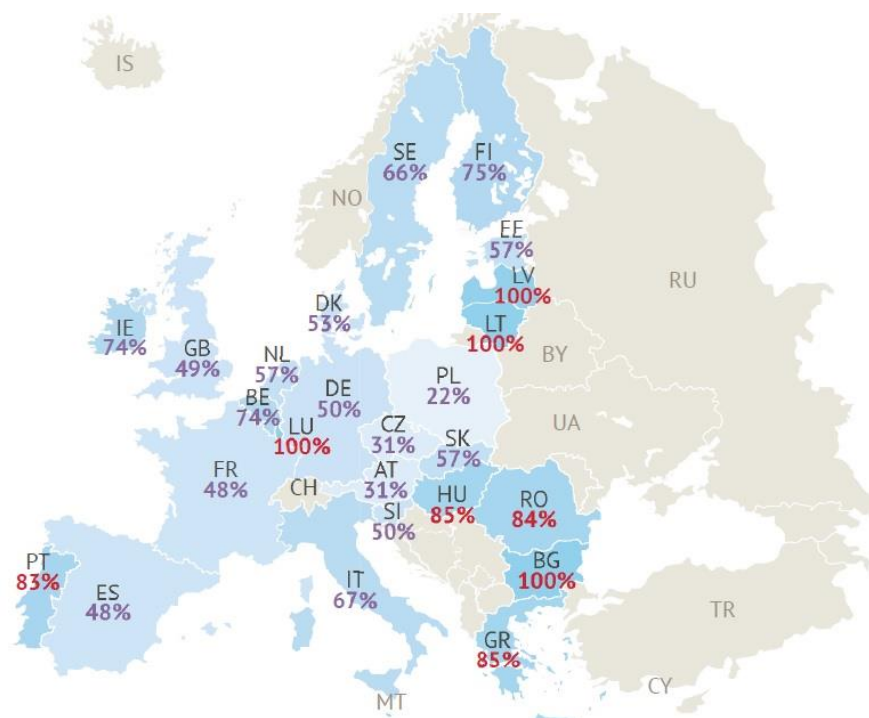 IS
SE
66%
FI
75%
NO
EE
57%
LV
100%
RU
DK
53%
LT
100%
IE
74%
GB
49%
NL
57%
BY
BE
74%
DE
50%
PL
22%
LU
100%
CZ
31%
SK
57%
UA
FR
48%
AT
31%
CH
HU
85%
RO
84%
SI
50%
PT
83%
ES
48%
IT
67%
BG
100%
TR
GR
85%
MT
CY